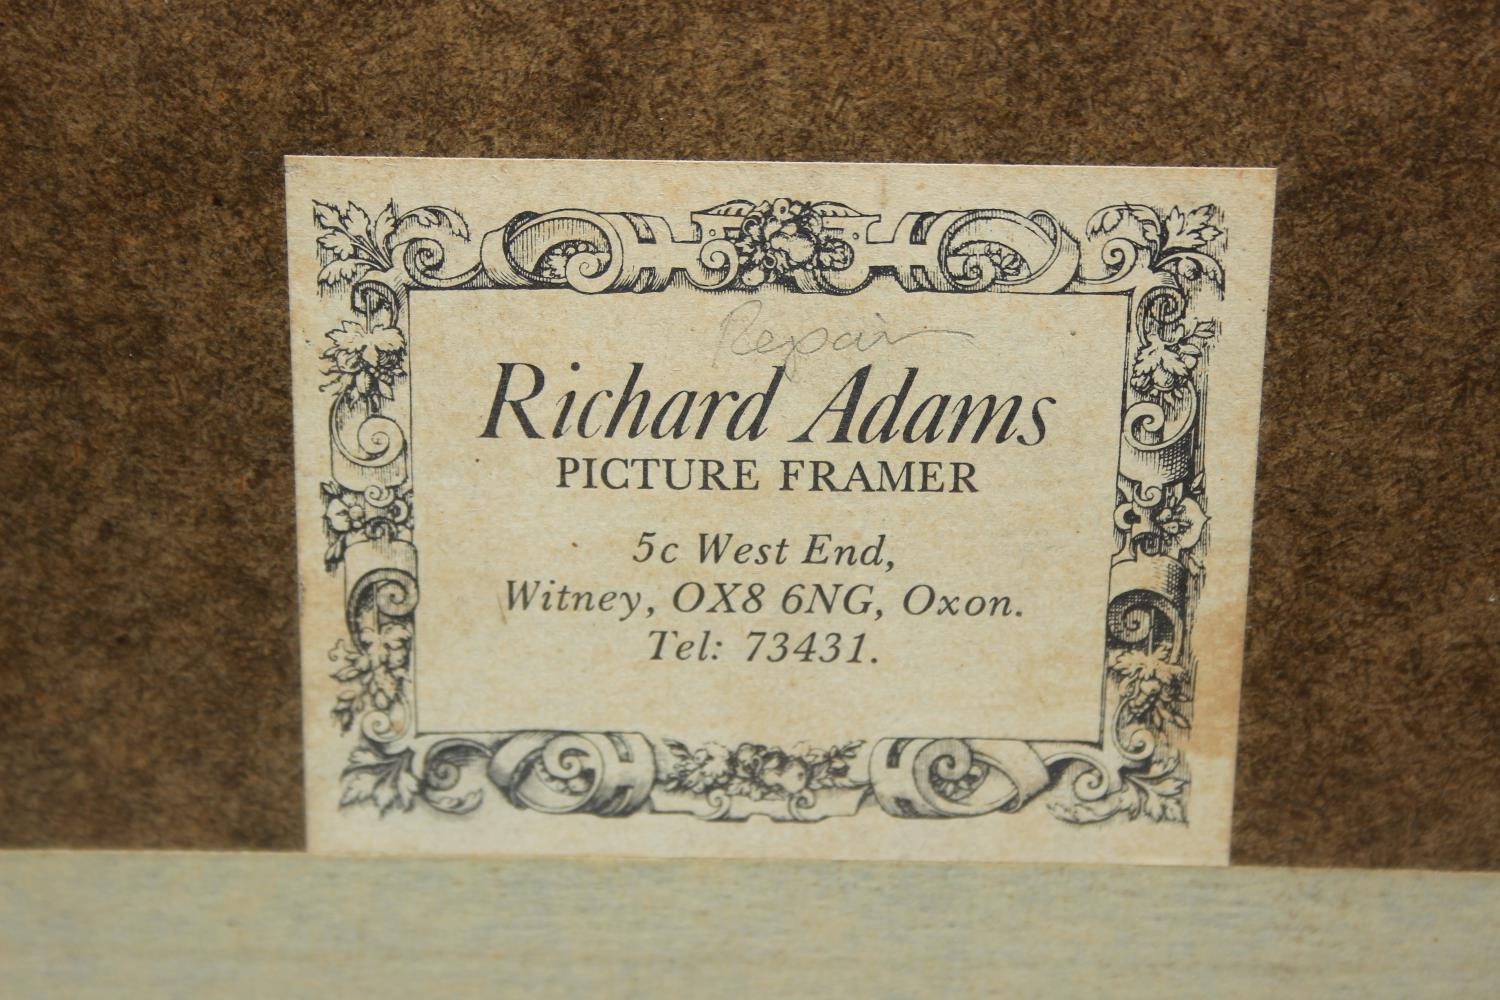 Repair
Richard Adams
PICTURE FRAMER
5c West End,
Witney, OX8 6NG, Oxon.
Tel: 73431.